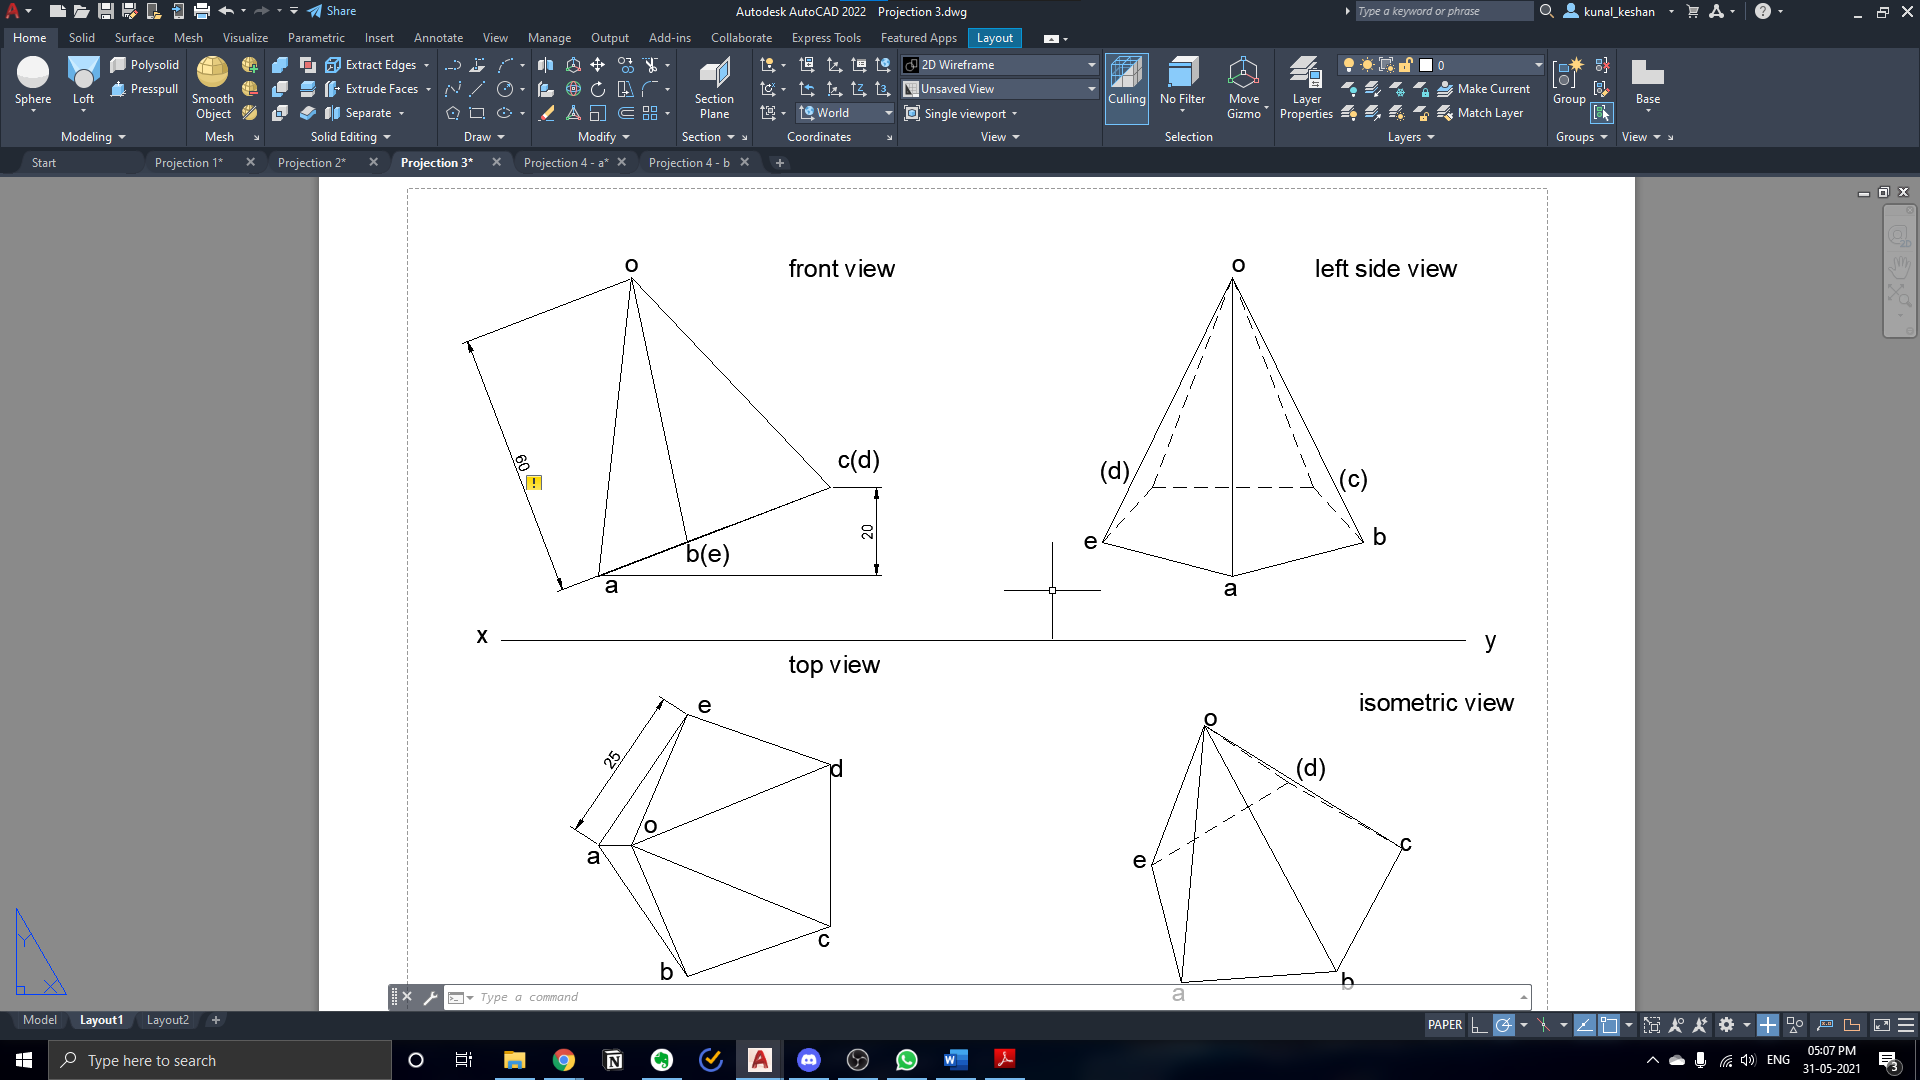 Share
Autodesk AutoCAD 2022 Projection 3.dwg
Type a keyword or phrase
kunal_keshan
Home Solid Surface Mesh Visualize Parametric Insert Annotate View Manage Output Add-ins Collaborate Express Tools Featured Apps Layout
Sphere
Loft
Polysolid
Presspull
Modeling
Smooth Object
Mesh
Extract Edges
Extrude Faces
Separate
Solid Editing
Draw
Modify
Section Plane
Section
World
Coordinates
2D Wireframe
Unsaved View
Single viewport
View
Culling
No Filter
Move Gizmo
Selection
Layer Properties
0
Make Current
Match Layer
Layers
Group
Groups
Base
View
Start Projection 1* Projection 2* Projection 3* Projection 4 - a* Projection 4 - b
o
front view
60
c(d)
20
b(e)
a
o
left side view
(d)
(c)
e
b
a
x
y
top view
e
25
d
o
a
c
b
isometric view
o
(d)
c
e
b
a
Y
X
Type a command
Model Layout1 Layout2
PAPER
Type here to search
ENG
05:07 PM
31-05-2021
3